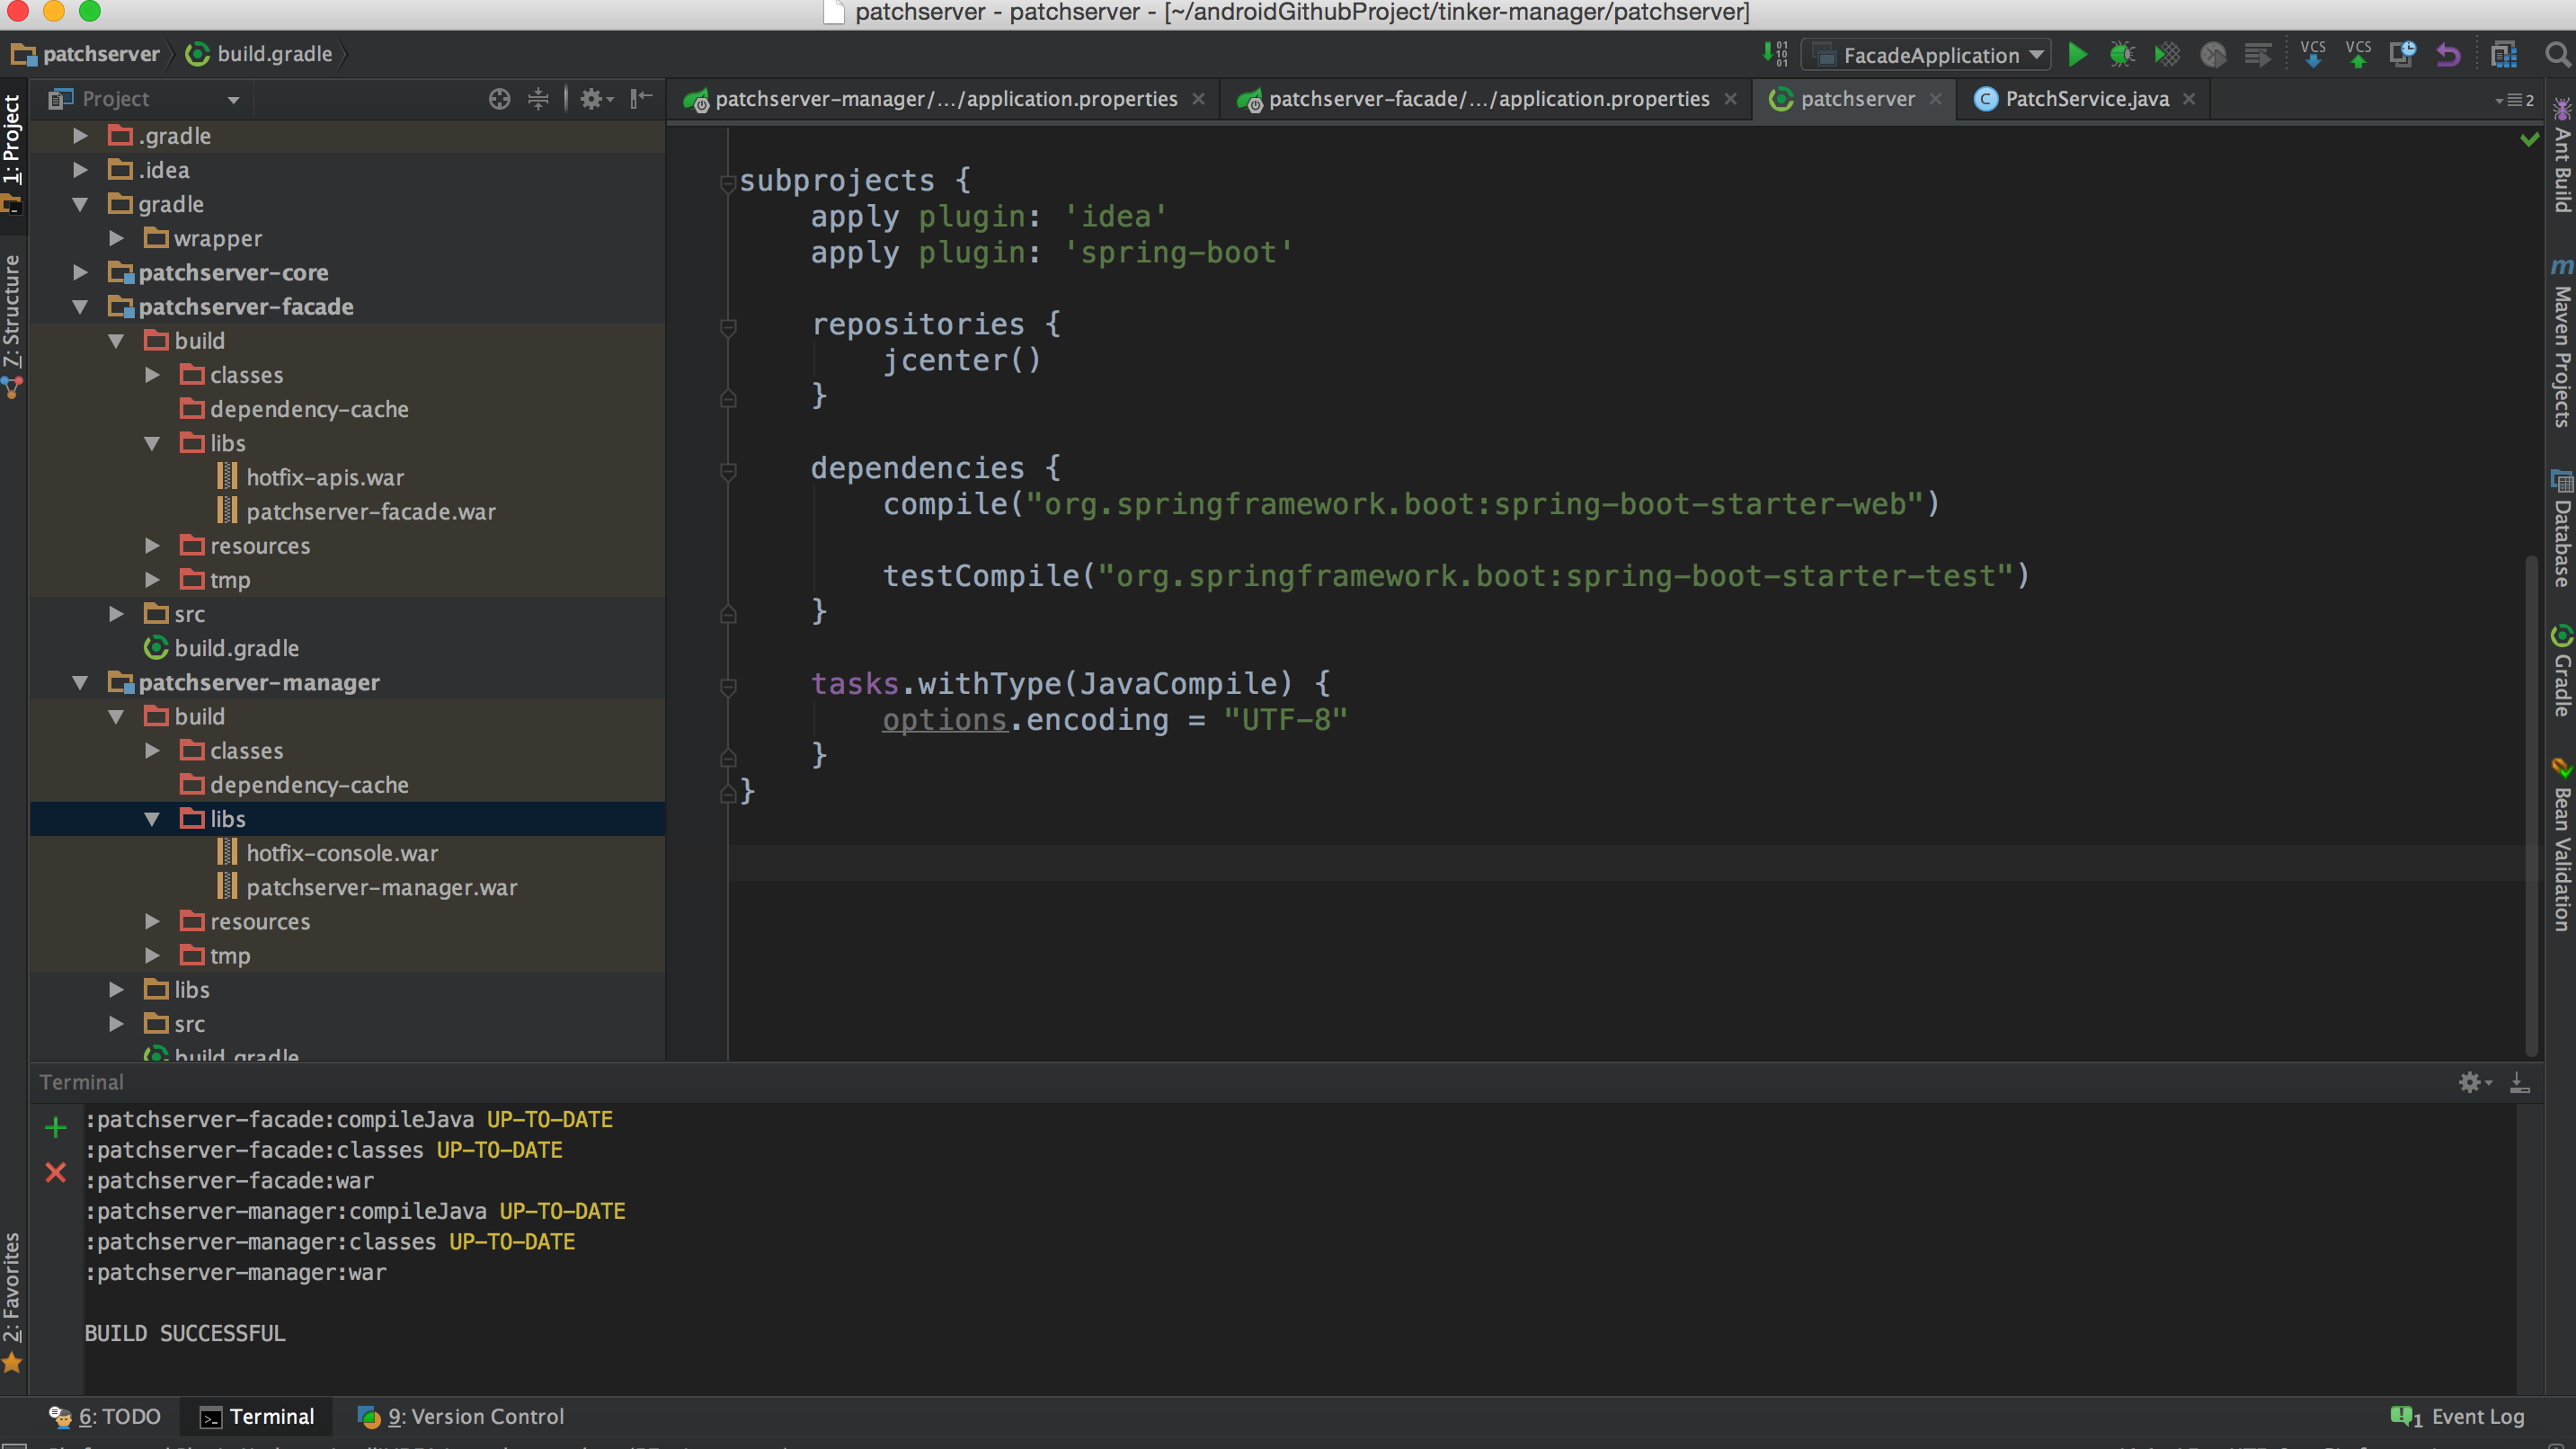 patchserver - patchserver - [~/androidGithubProject/tinker-manager/patchserver]
patchserver
build.gradle
FacadeApplication
VCS
VCS
Project
patchserver-manager/.../application.properties
patchserver-facade/.../application.properties
patchserver
PatchService.java
2
1: Project
Z: Structure
2: Favorites
.gradle
.idea
gradle
wrapper
patchserver-core
patchserver-facade
build
classes
dependency-cache
libs
hotfix-apis.war
patchserver-facade.war
resources
tmp
src
build.gradle
patchserver-manager
build
classes
dependency-cache
libs
hotfix-console.war
patchserver-manager.war
resources
tmp
libs
src
build.gradle
subprojects {
    apply plugin: 'idea'
    apply plugin: 'spring-boot'
    repositories {
        jcenter()
    }
    dependencies {
        compile("org.springframework.boot:spring-boot-starter-web")
        testCompile("org.springframework.boot:spring-boot-starter-test")
    }
    tasks.withType(JavaCompile) {
        options.encoding = "UTF-8"
    }
}
Ant Build
Maven Projects
Database
Gradle
Bean Validation
Terminal
:patchserver-facade:compileJava UP-TO-DATE
:patchserver-facade:classes UP-TO-DATE
:patchserver-facade:war
:patchserver-manager:compileJava UP-TO-DATE
:patchserver-manager:classes UP-TO-DATE
:patchserver-manager:war
BUILD SUCCESSFUL
6: TODO
Terminal
9: Version Control
1 Event Log